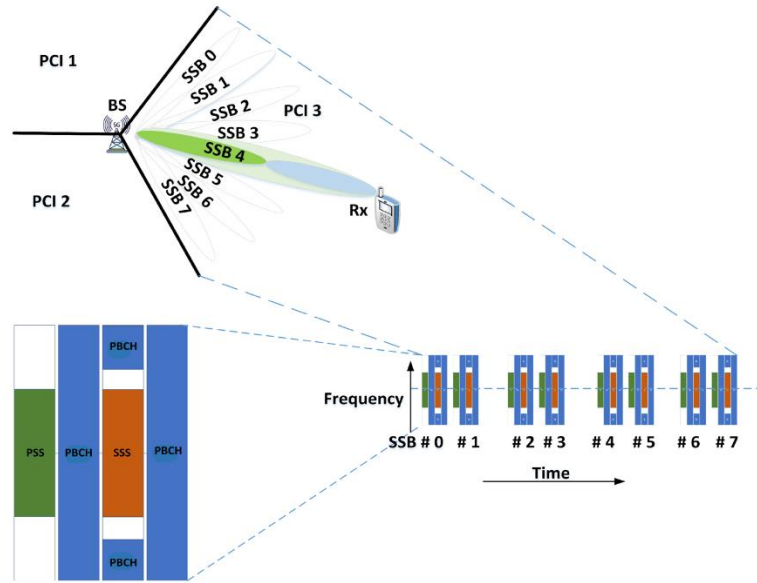 PCI 1
BS
5G
SSB 0
SSB 1
SSB 2
PCI 3
SSB 3
SSB 4
SSB 5
SSB 6
SSB 7
PCI 2
Rx
PBCH
PSS
PBCH
SSS
PBCH
PBCH
Frequency
SSB # 0 # 1 # 2 # 3 # 4 # 5 # 6 # 7
Time